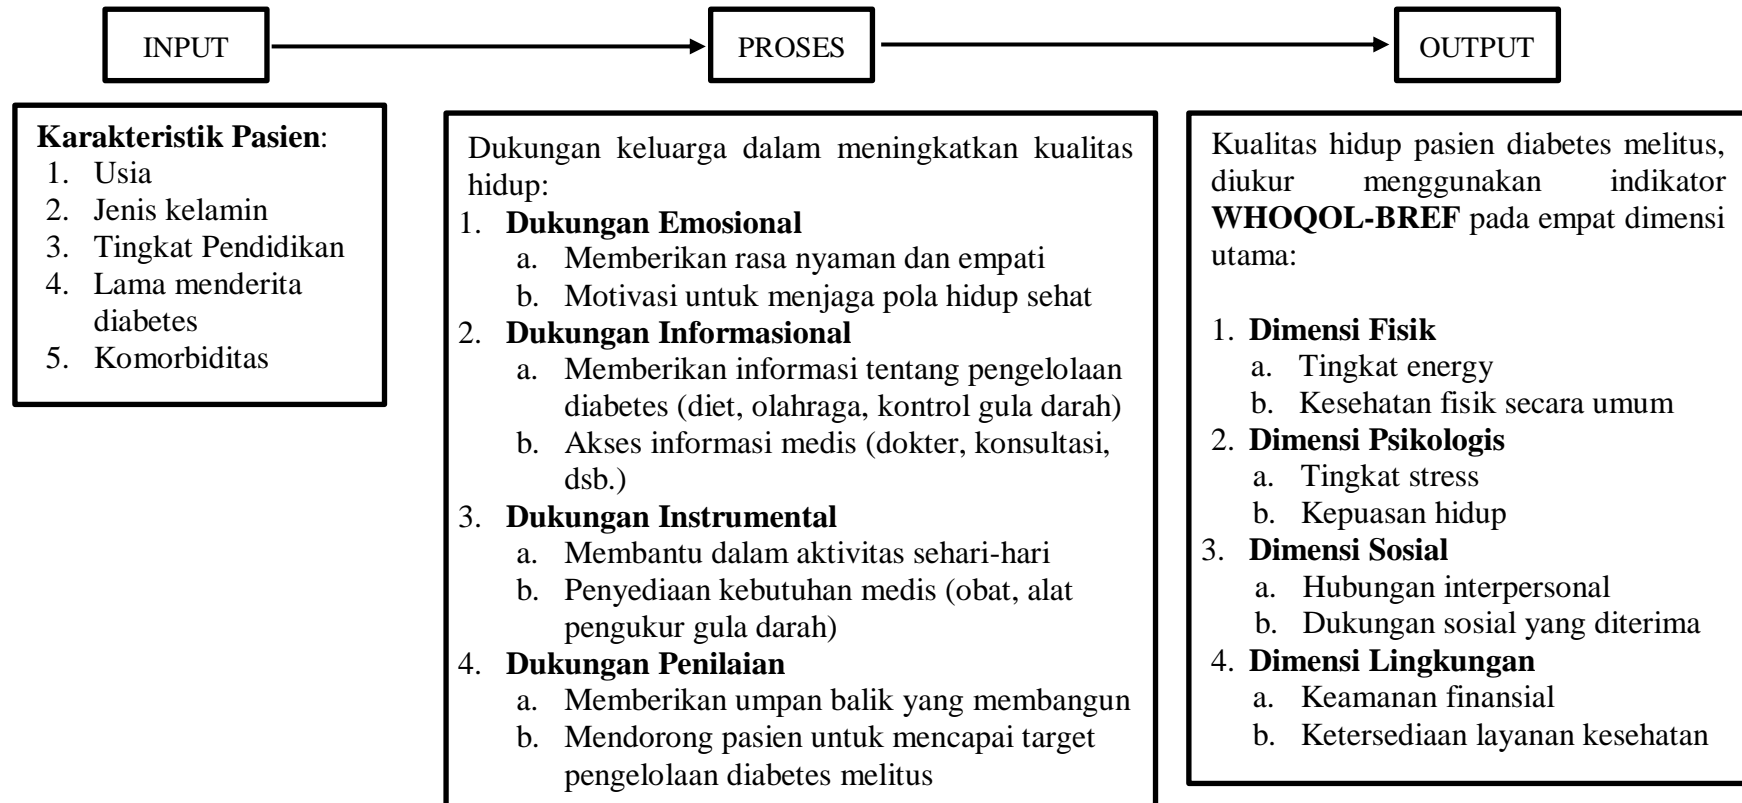 INPUT
PROSES
OUTPUT
Karakteristik Pasien:
1. Usia
2. Jenis kelamin
3. Tingkat Pendidikan
4. Lama menderita
diabetes
5. Komorbiditas
Dukungan keluarga dalam meningkatkan kualitas
hidup:
1. Dukungan Emosional
a. Memberikan rasa nyaman dan empati
b. Motivasi untuk menjaga pola hidup sehat
2. Dukungan Informasional
a. Memberikan informasi tentang pengelolaan
diabetes (diet, olahraga, kontrol gula darah)
b. Akses informasi medis (dokter, konsultasi,
dsb.)
3. Dukungan Instrumental
a. Membantu dalam aktivitas sehari-hari
b. Penyediaan kebutuhan medis (obat, alat
pengukur gula darah)
4. Dukungan Penilaian
a. Memberikan umpan balik yang membangun
b. Mendorong pasien untuk mencapai target
pengelolaan diabetes melitus
Kualitas hidup pasien diabetes melitus,
diukur menggunakan indikator
WHOQOL-BREF pada empat dimensi
utama:
1. Dimensi Fisik
a. Tingkat energy
b. Kesehatan fisik secara umum
2. Dimensi Psikologis
a. Tingkat stress
b. Kepuasan hidup
3. Dimensi Sosial
a. Hubungan interpersonal
b. Dukungan sosial yang diterima
4. Dimensi Lingkungan
a. Keamanan finansial
b. Ketersediaan layanan kesehatan